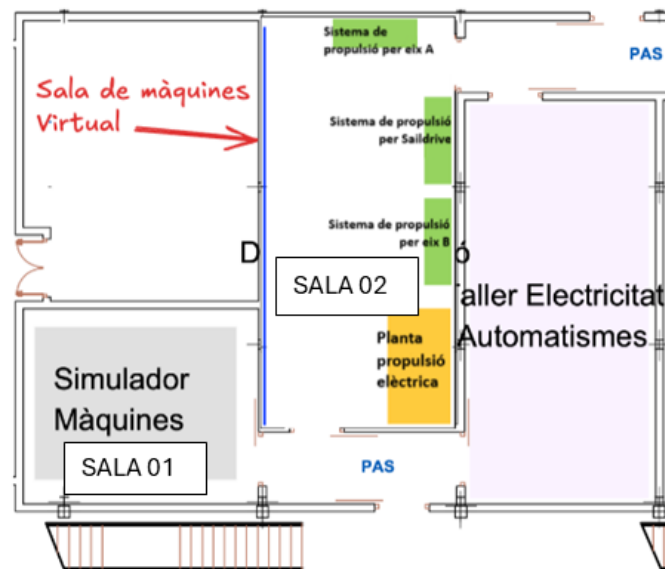 Sistema de
propulsió per eix A
PAS
Sala de màquines
Virtual
Sistema de propulsió
per Saildrive
Sistema de propulsió
per eix B
D
ó
SALA 02
aller Electricitat
Automatismes
Planta
propulsió
elèctrica
Simulador
Màquines
SALA 01
PAS